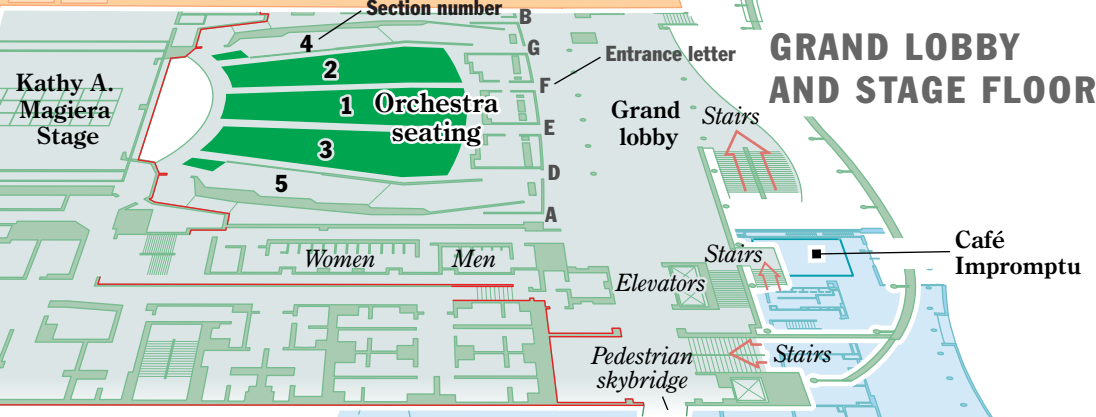 Section number
B
4
G
2
Entrance letter
F
GRAND LOBBY
AND STAGE FLOOR
Kathy A.
Magiera
Stage
1
Orchestra
seating
Grand
lobby
Stairs
E
3
D
5
A
Women
Men
Stairs
Café
Impromptu
Elevators
Pedestrian
skybridge
Stairs